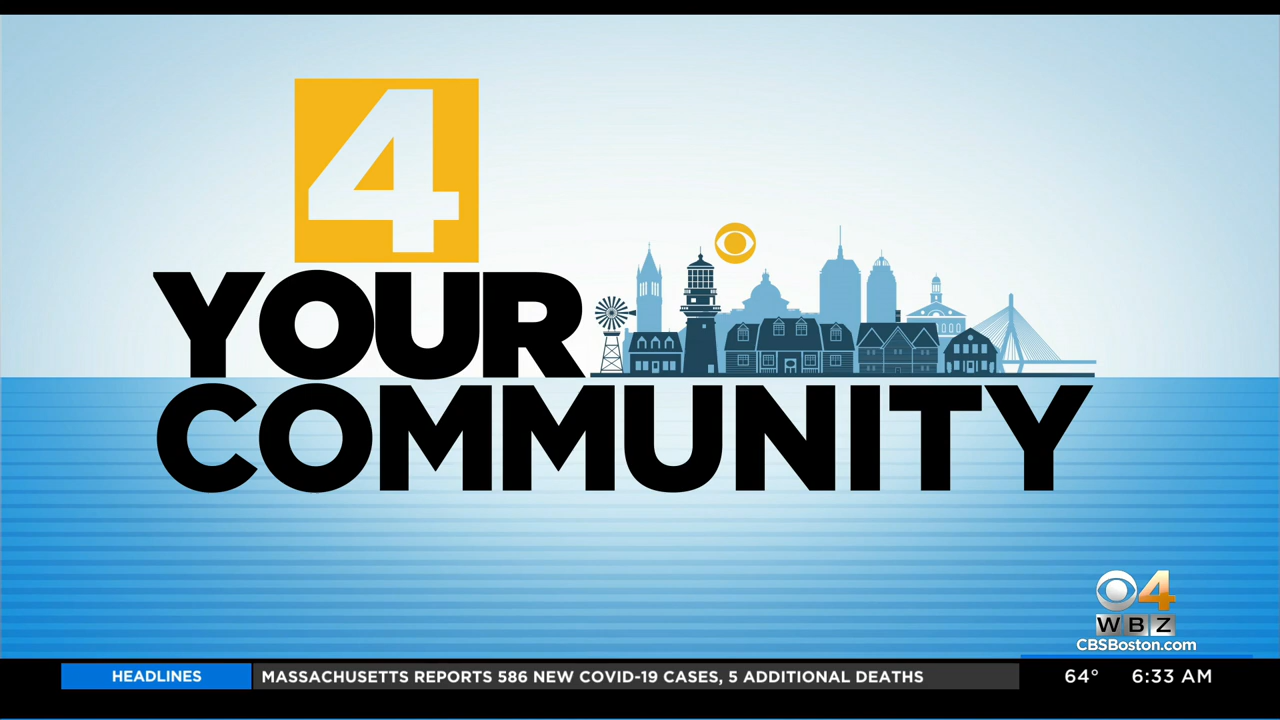 4
YOUR
COMMUNITY
4
WBZ
CBSBoston.com
HEADLINES MASSACHUSETTS REPORTS 586 NEW COVID-19 CASES, 5 ADDITIONAL DEATHS 64° 6:33 AM